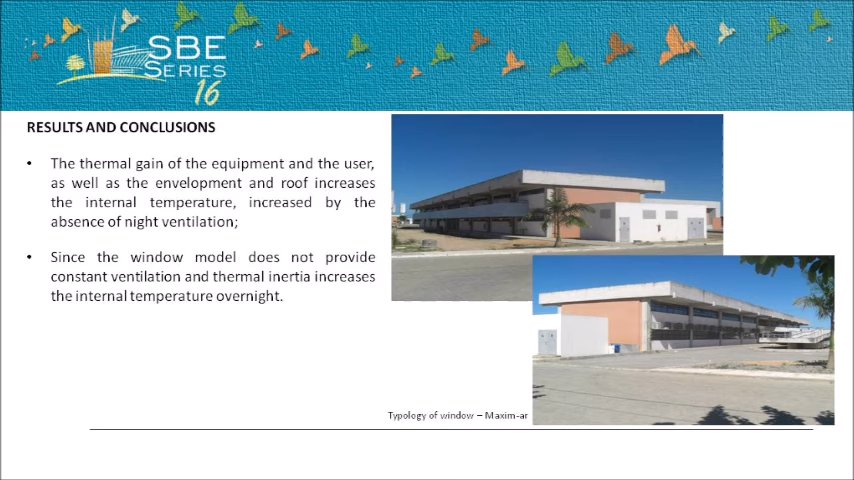 SBE
SERIES
16
RESULTS AND CONCLUSIONS
• The thermal gain of the equipment and the user,
as well as the envelopment and roof increases
the internal temperature, increased by the
absence of night ventilation;
• Since the window model does not provide
constant ventilation and thermal inertia increases
the internal temperature overnight.
Typology of window – Maxim-ar